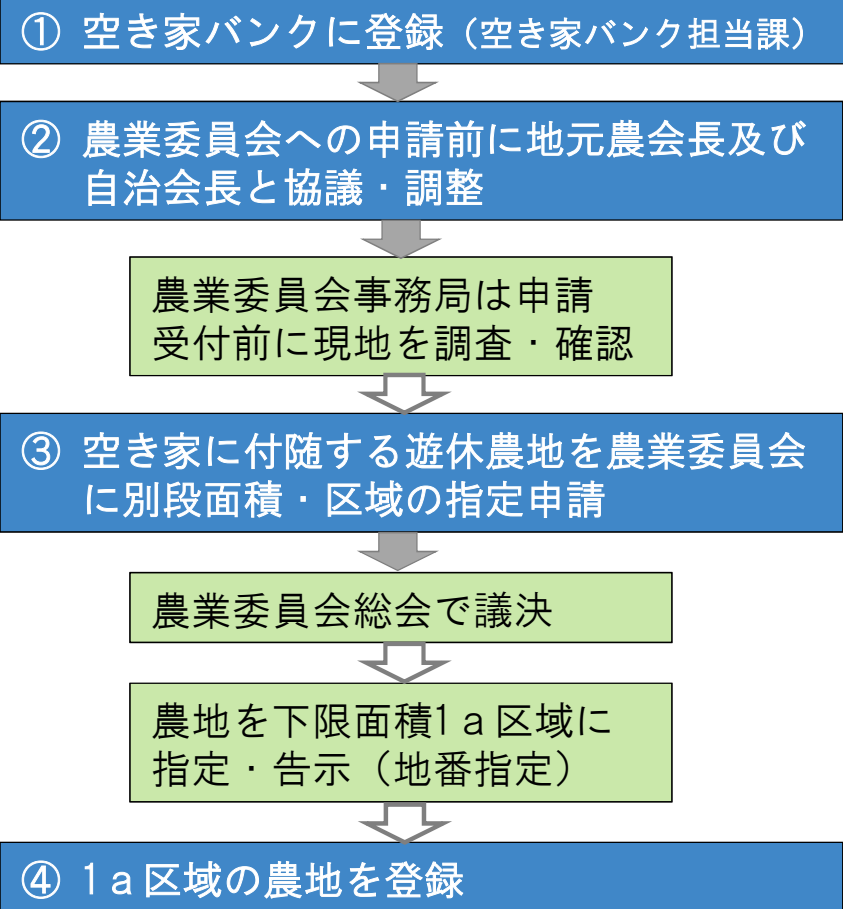 ① 空き家バンクに登録（空き家バンク担当課）
② 農業委員会への申請前に地元農会長及び
自治会長と協議・調整
農業委員会事務局は申請
受付前に現地を調査・確認
③ 空き家に付随する遊休農地を農業委員会
に別段面積・区域の指定申請
農業委員会総会で議決
農地を下限面積1ａ区域に
指定・告示（地番指定）
④ 1ａ区域の農地を登録